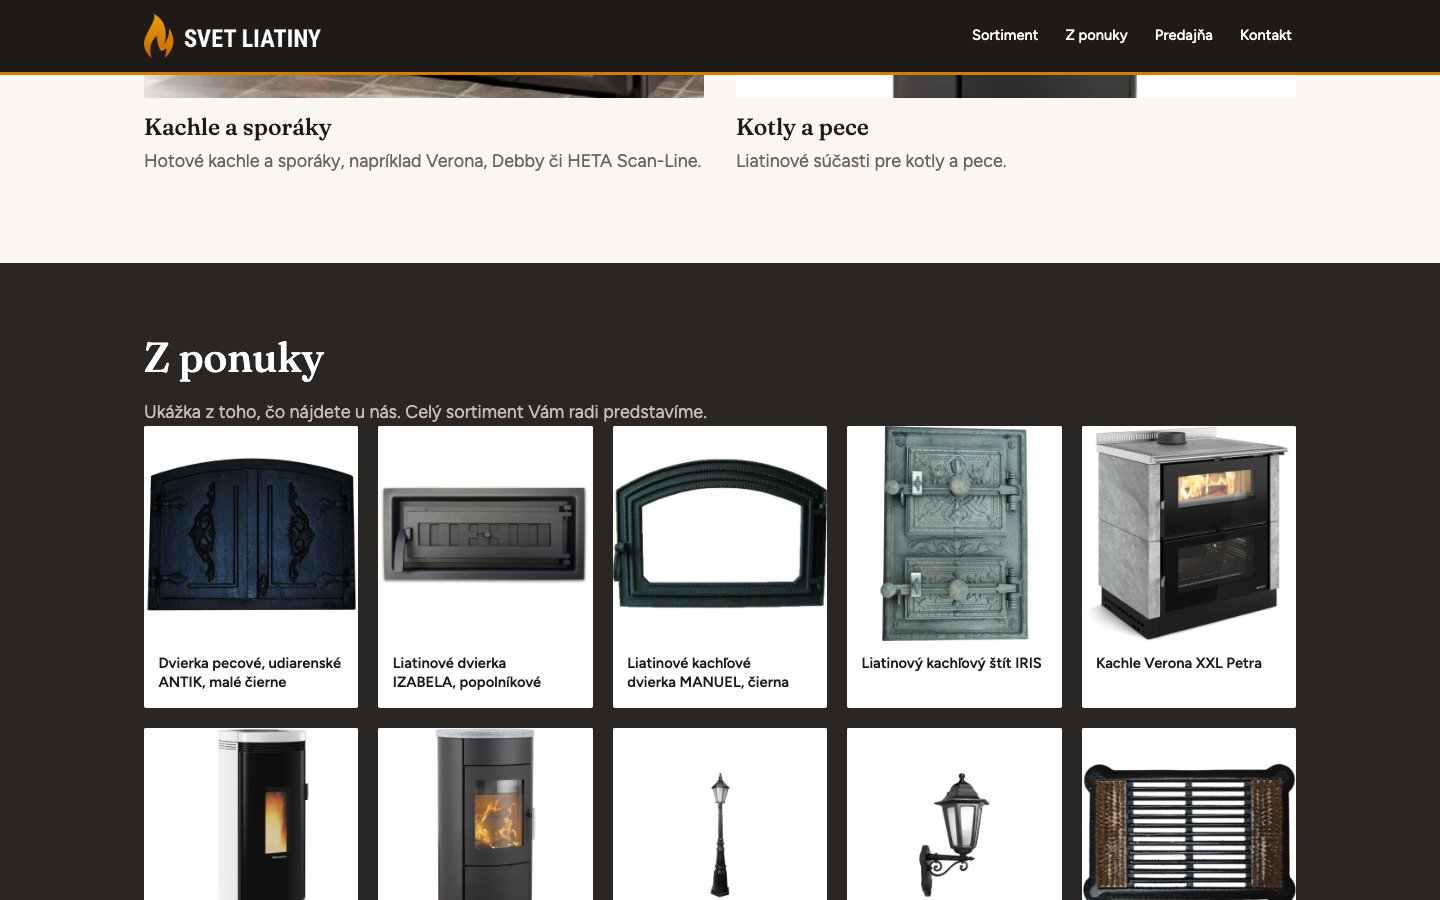 SVET LIATINY
Sortiment
Z ponuky
Predajňa
Kontakt
Kachle a sporáky
Hotové kachle a sporáky, napríklad Verona, Debby či HETA Scan-Line.
Kotly a pece
Liatinové súčasti pre kotly a pece.
Z ponuky
Ukážka z toho, čo nájdete u nás. Celý sortiment Vám radi predstavíme.
Dvierka pecové, udiarenské
ANTIK, malé čierne
Liatinové dvierka
IZABELA, popolníkové
Liatinové kachľové
dvierka MANUEL, čierna
Liatinový kachľový štít IRIS
Kachle Verona XXL Petra